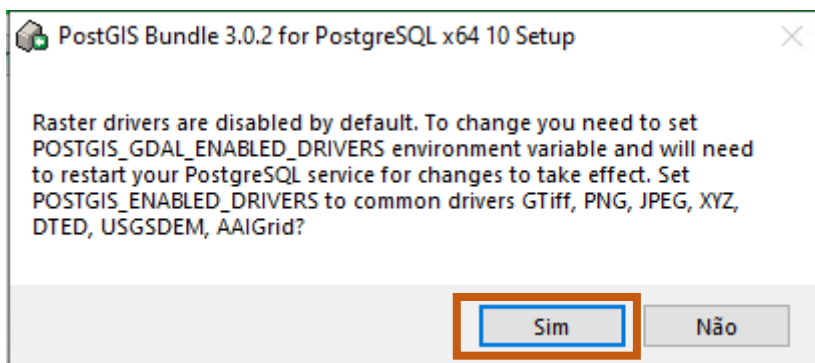 PostGIS Bundle 3.0.2 for PostgreSQL x64 10 Setup
Raster drivers are disabled by default. To change you need to set
POSTGIS_GDAL_ENABLED_DRIVERS environment variable and will need
to restart your PostgreSQL service for changes to take effect. Set
POSTGIS_ENABLED_DRIVERS to common drivers GTiff, PNG, JPEG, XYZ,
DTED, USGSDEM, AAIGrid?
Sim
Não